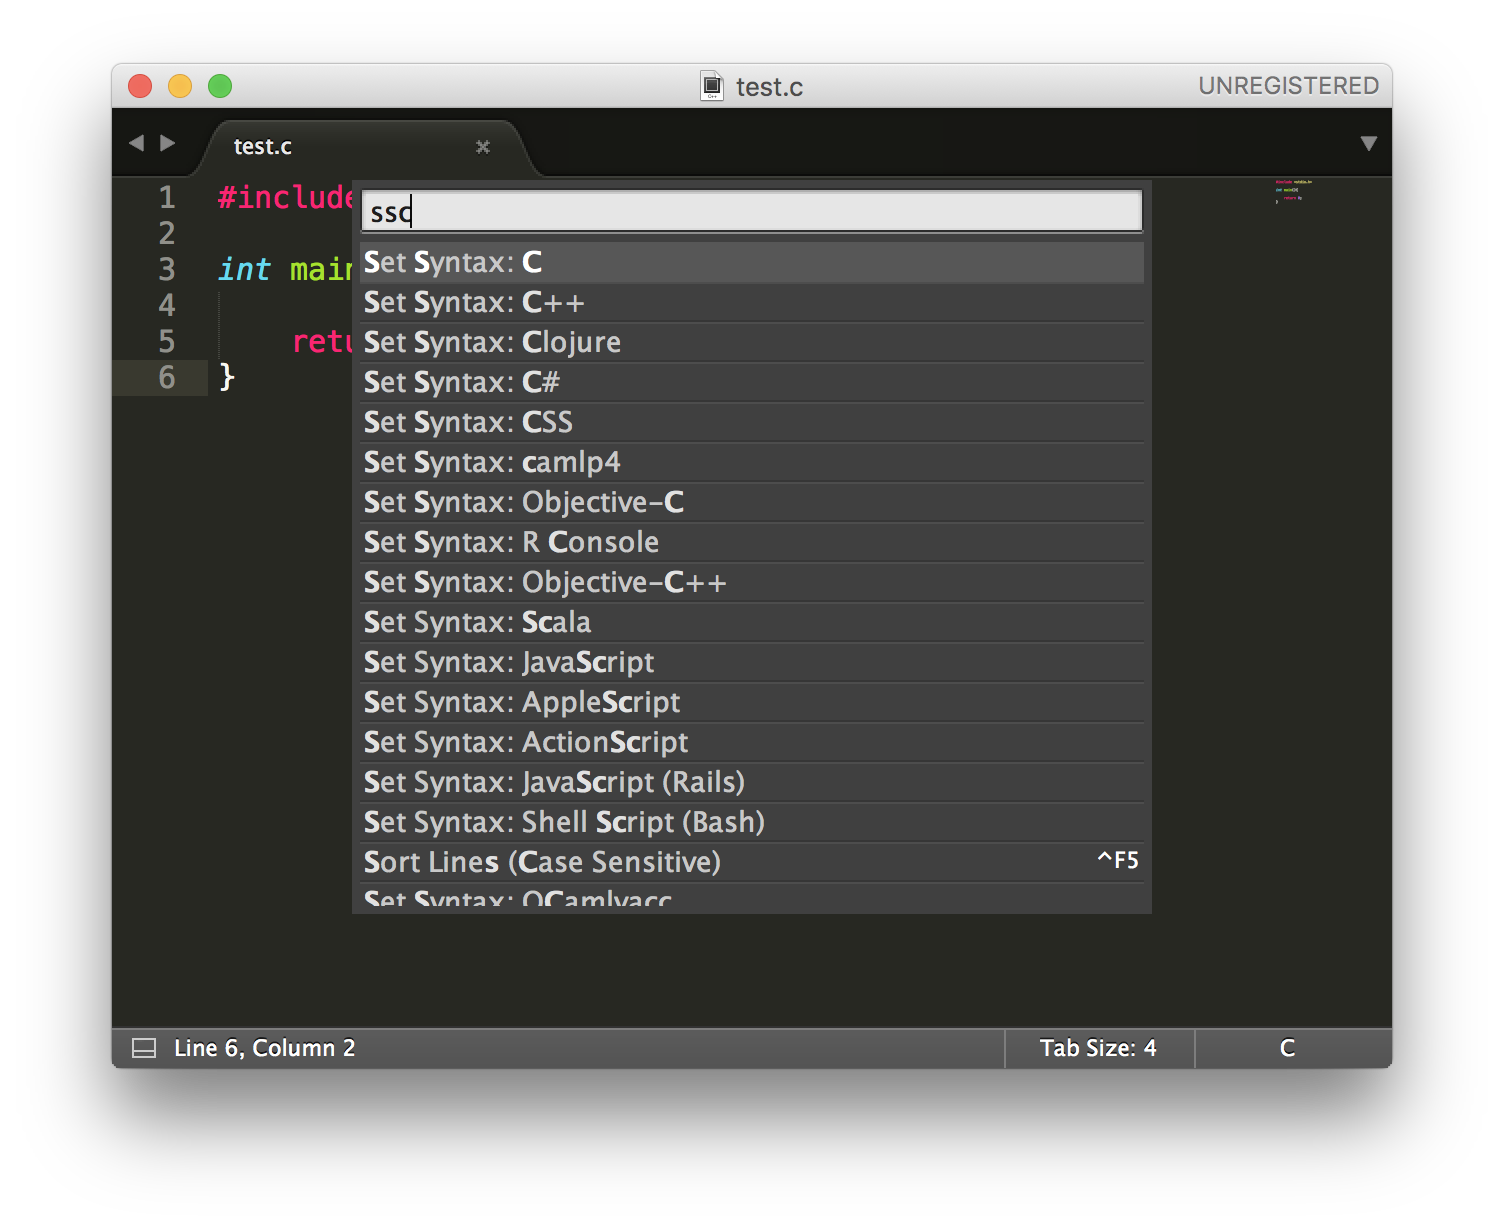 test.c
UNREGISTERED
test.c
1 #include
2
3 int main
4
5 retu
6 }
ssc
Set Syntax: C
Set Syntax: C++
Set Syntax: Clojure
Set Syntax: C#
Set Syntax: CSS
Set Syntax: camlp4
Set Syntax: Objective-C
Set Syntax: R Console
Set Syntax: Objective-C++
Set Syntax: Scala
Set Syntax: JavaScript
Set Syntax: AppleScript
Set Syntax: ActionScript
Set Syntax: JavaScript (Rails)
Set Syntax: Shell Script (Bash)
Sort Lines (Case Sensitive) ^F5
Set Syntax: OCamlyacc
Line 6, Column 2
Tab Size: 4
C